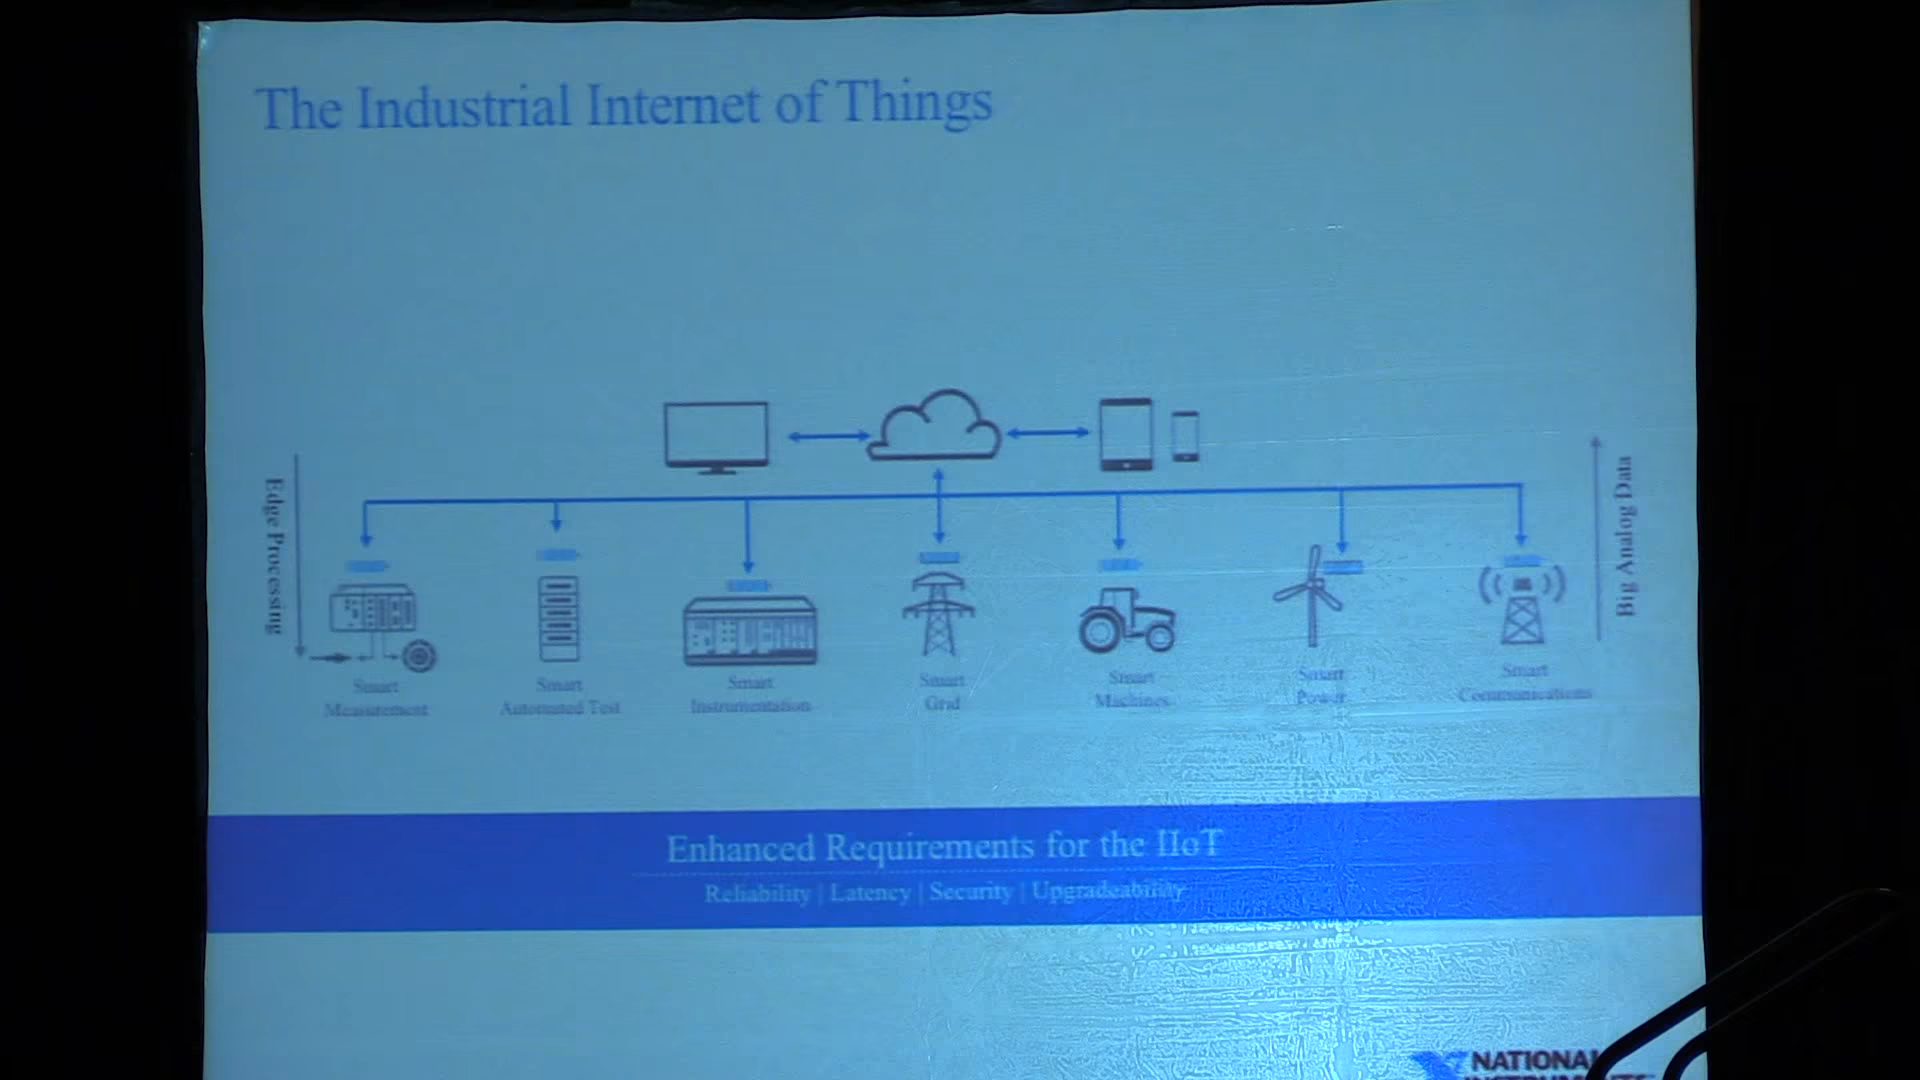 The Industrial Internet of Things
Edge Processing
Big Analog Data
Smart
Measurement
Smart
Automated Test
Smart
Instrumentation
Smart
Grid
Smart
Machines
Smart
Power
Smart
Communications
Enhanced Requirements for the IIoT
Reliability | Latency | Security | Upgradeability
NATIONAL